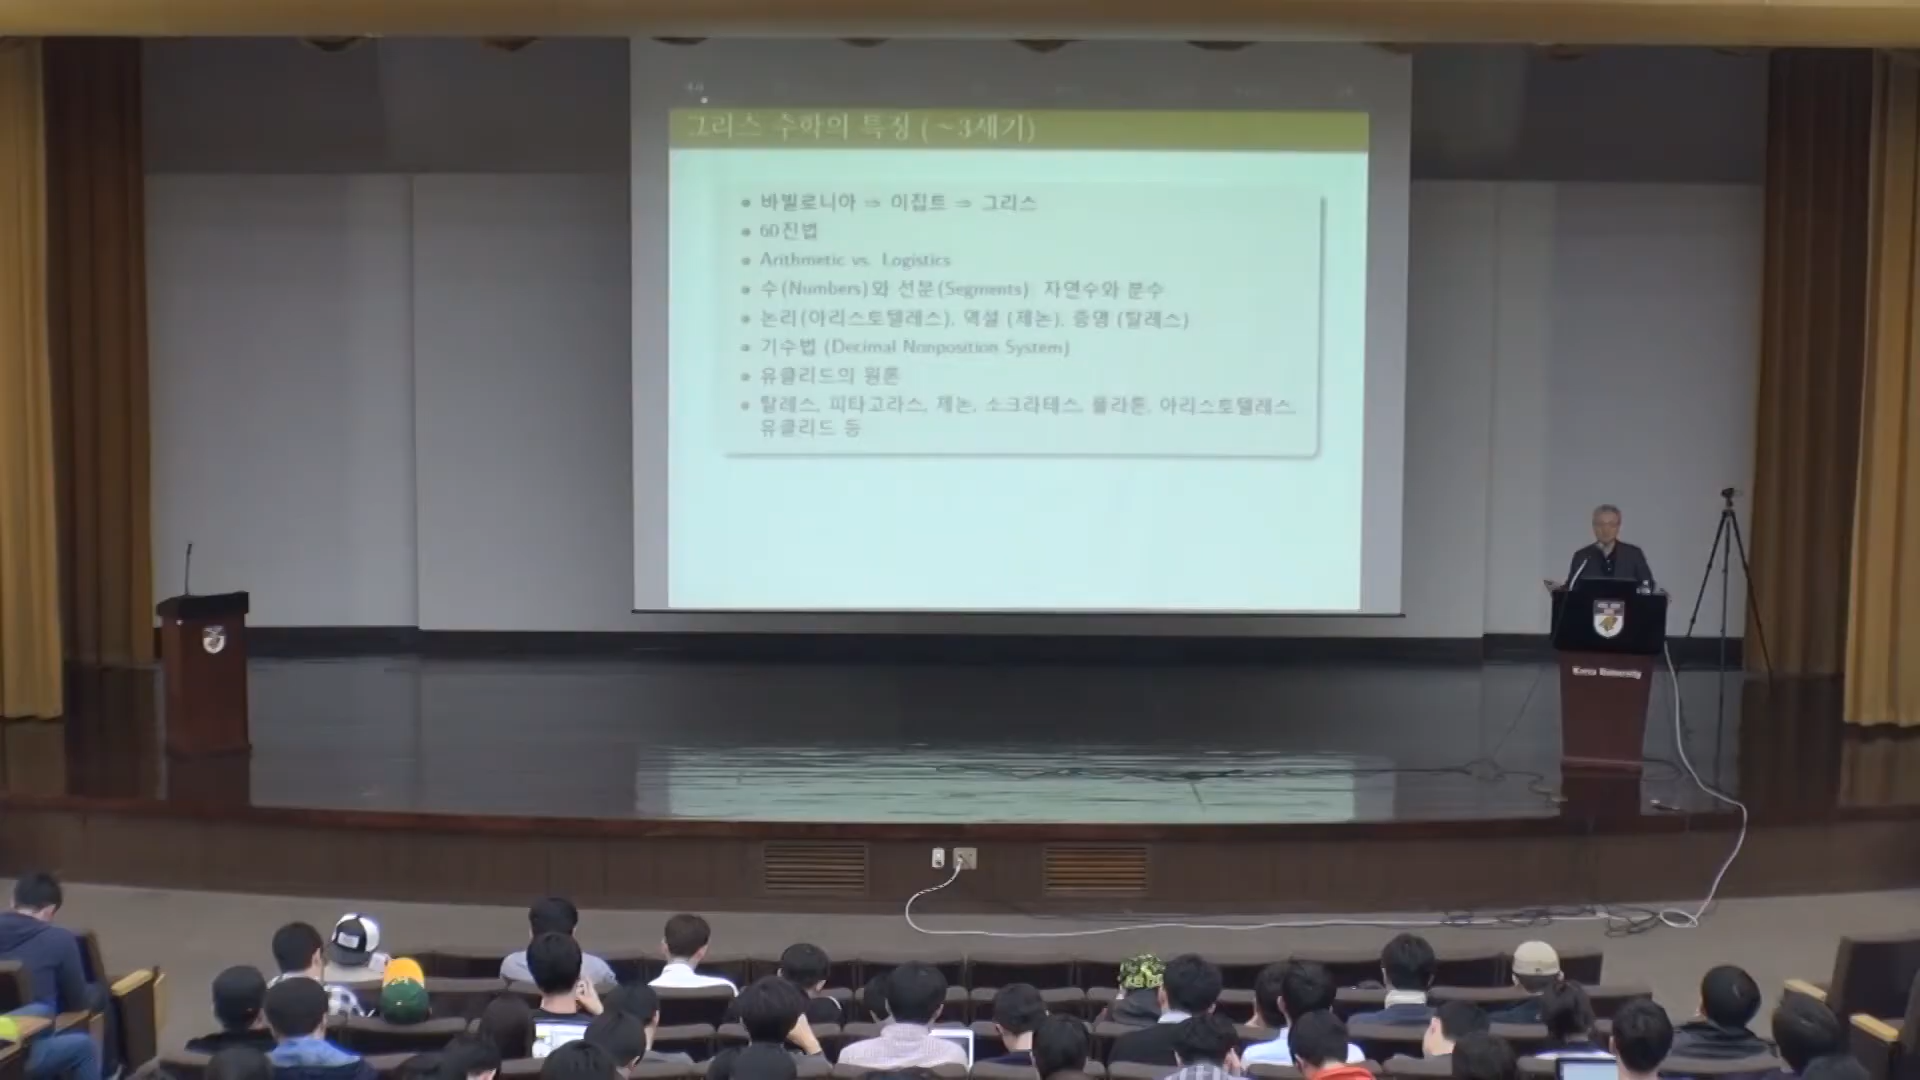 그리스 수학의 특징 (~3세기)
바빌로니아 ⇒ 이집트 ⇒ 그리스
60진법
Arithmetic vs. Logistics
수(Numbers)와 선분(Segments) 자연수와 분수
논리(아리스토텔레스), 역설 (제논), 증명 (탈레스)
기수법 (Decimal Nonposition System)
유클리드의 원론
탈레스, 피타고라스, 제논, 소크라테스, 플라톤, 아리스토텔레스,
유클리드 등
Korea University